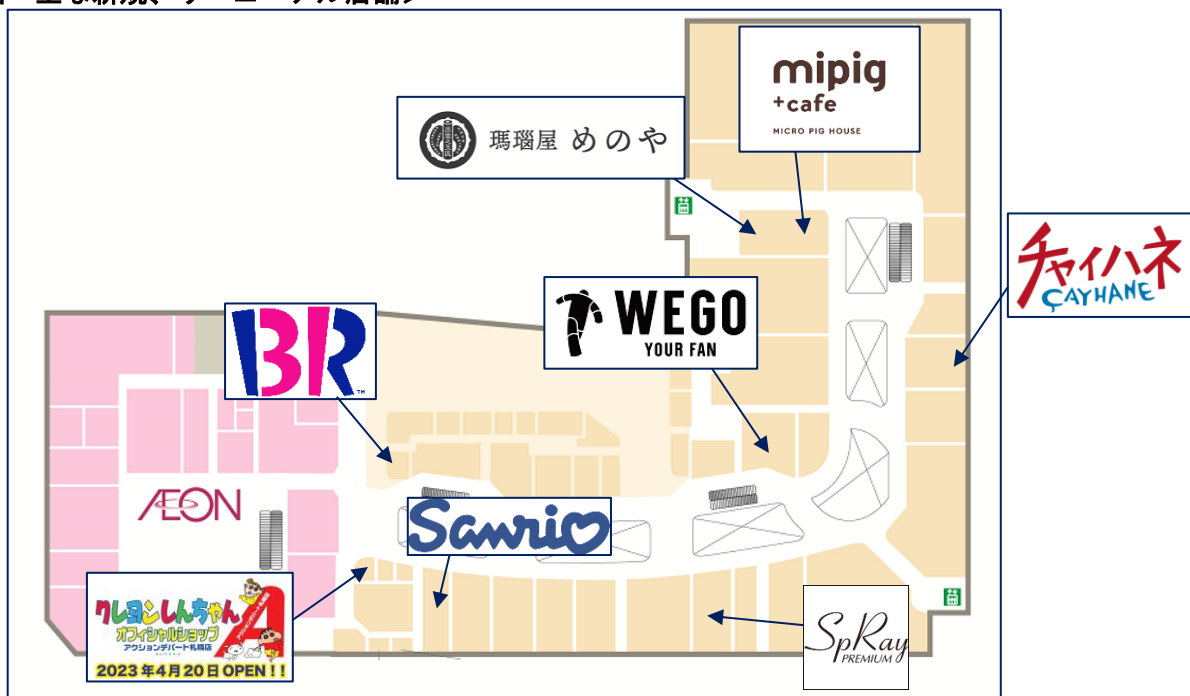 mipig
+cafe
MICRO PIG HOUSE
瑪瑙屋 めのや
チャイハネ
ÇAYHANE
WEGO
YOUR FAN
BR
TM
AEON
Sanrio
クレヨンしんちゃん
オフィシャルショップ
アクションデパート札幌店
2023年4月20日OPEN!!
SpRay
PREMIUM